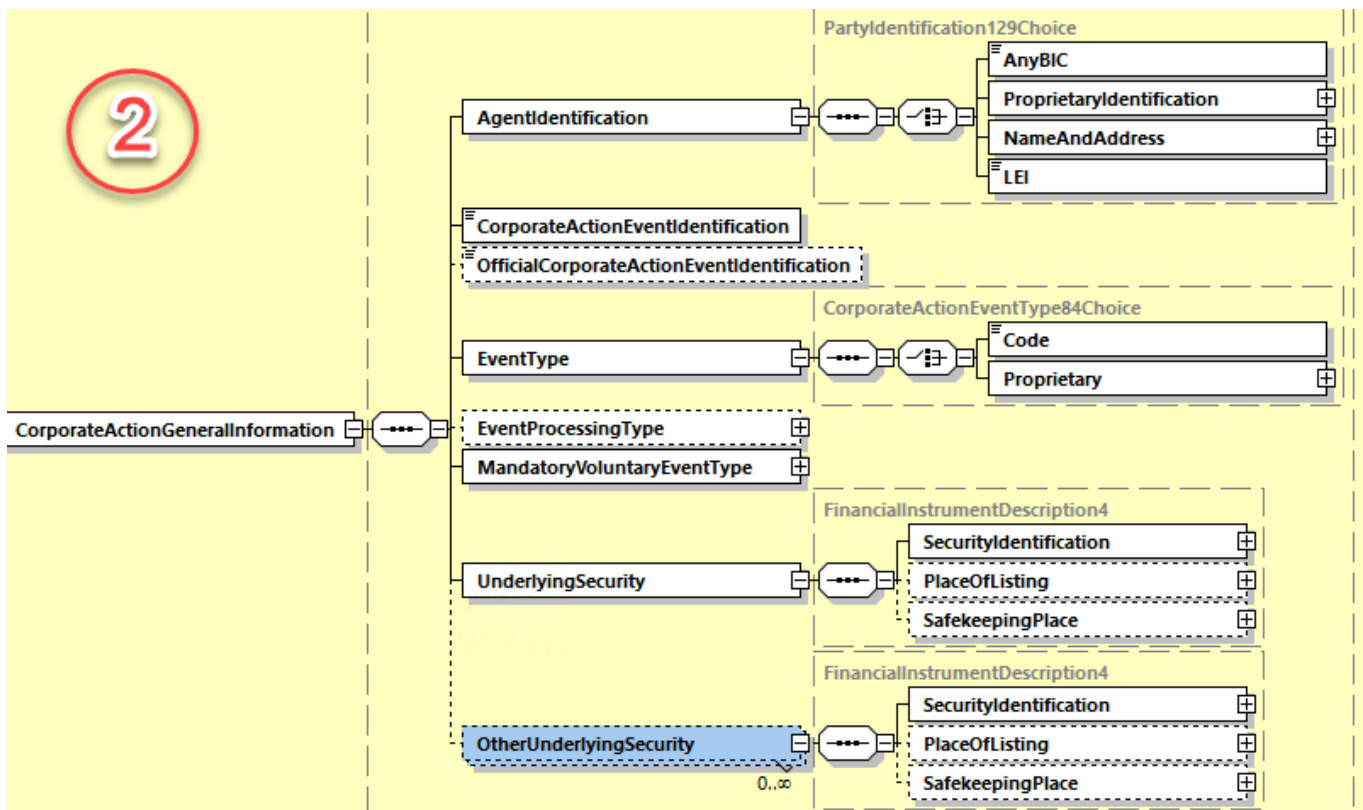 2
PartyIdentification129Choice
AnyBIC
AgentIdentification
ProprietaryIdentification
NameAndAddress
LEI
CorporateActionEventIdentification
OfficialCorporateActionEventIdentification
CorporateActionEventType84Choice
Code
EventType
Proprietary
CorporateActionGeneralInformation
EventProcessingType
MandatoryVoluntaryEventType
FinancialInstrumentDescription4
SecurityIdentification
UnderlyingSecurity
PlaceOfListing
SafekeepingPlace
FinancialInstrumentDescription4
SecurityIdentification
OtherUnderlyingSecurity
PlaceOfListing
0..∞
SafekeepingPlace